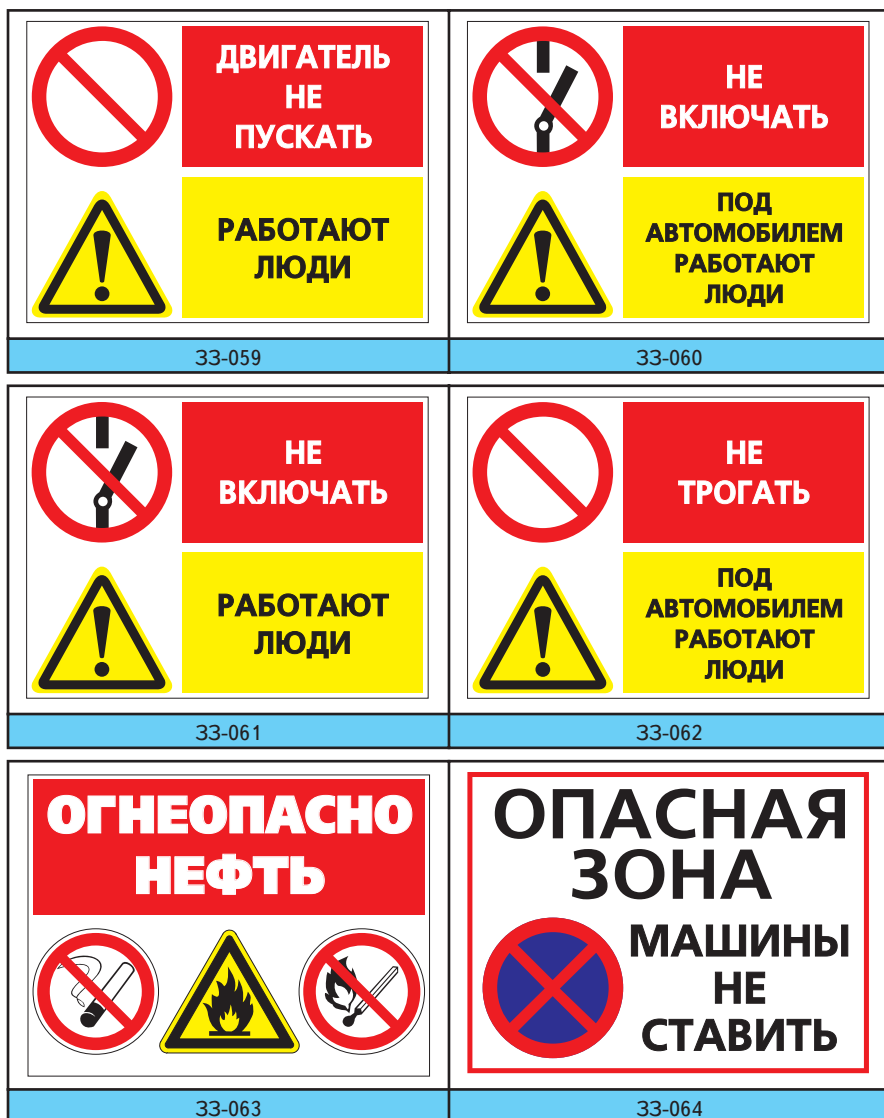 ДВИГАТЕЛЬ
НЕ
ПУСКАТЬ
РАБОТАЮТ
ЛЮДИ
НЕ
ВКЛЮЧАТЬ
ПОД
АВТОМОБИЛЕМ
РАБОТАЮТ
ЛЮДИ
ЗЗ-059
ЗЗ-060
НЕ
ВКЛЮЧАТЬ
РАБОТАЮТ
ЛЮДИ
НЕ
ТРОГАТЬ
ПОД
АВТОМОБИЛЕМ
РАБОТАЮТ
ЛЮДИ
ЗЗ-061
ЗЗ-062
ОГНЕОПАСНО
НЕФТЬ
ОПАСНАЯ
ЗОНА
МАШИНЫ
НЕ
СТАВИТЬ
ЗЗ-063
ЗЗ-064